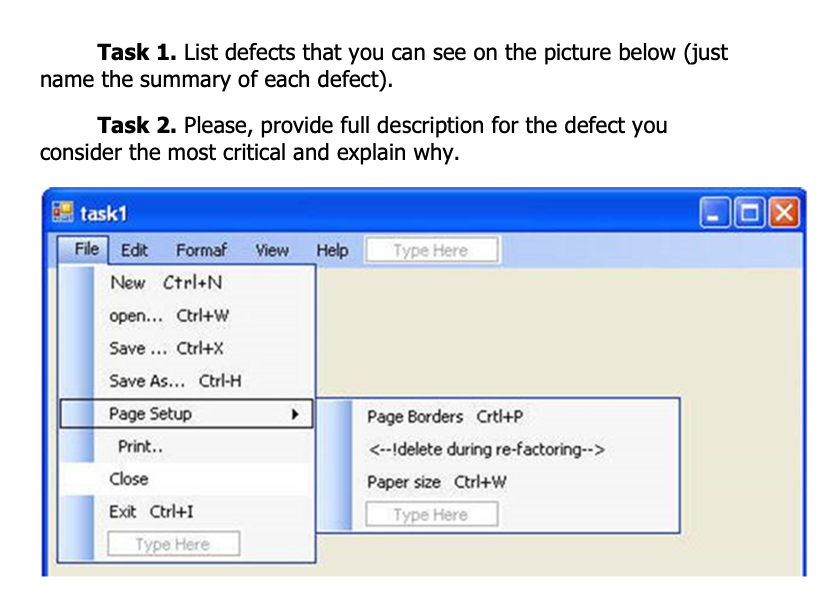 Task 1. List defects that you can see on the picture below (just
name the summary of each defect).
Task 2. Please, provide full description for the defect you
consider the most critical and explain why.
task1
File Edit Formaf View Help Type Here
New Ctrl+N
open... Ctrl+W
Save ... Ctrl+X
Save As... Ctrl-H
Page Setup
Print..
Close
Exit Ctrl+I
Type Here
Page Borders Crtl+P
<--!delete during re-factoring-->
Paper size Ctrl+W
Type Here